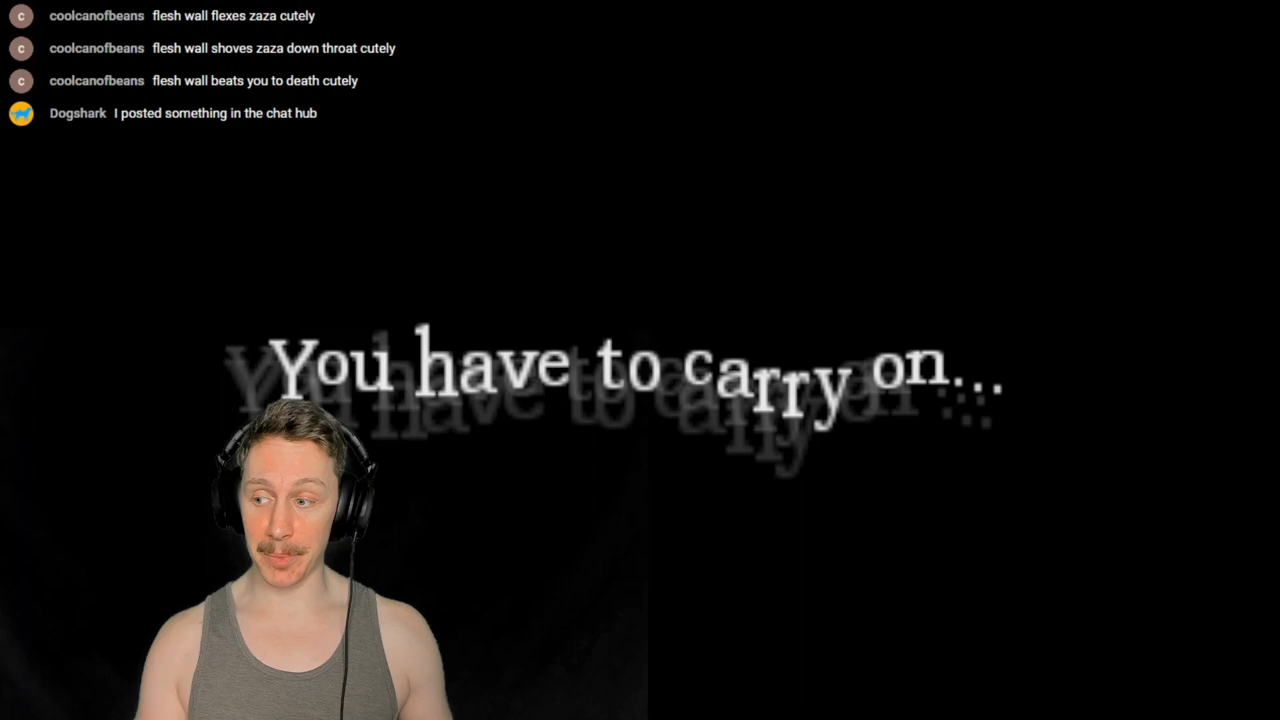 C coolcanofbeans flesh wall flexes zaza cutely
C coolcanofbeans flesh wall shoves zaza down throat cutely
C coolcanofbeans flesh wall beats you to death cutely
Dogshark I posted something in the chat hub
You have to carry on...